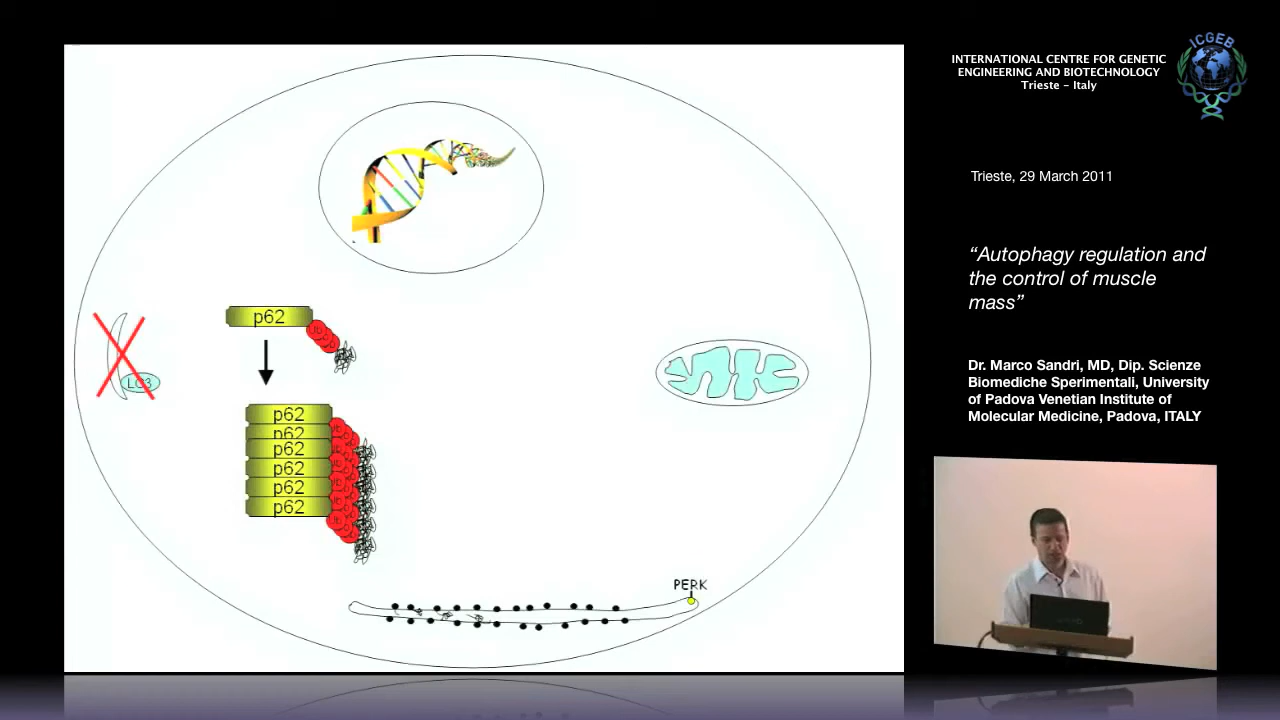 ICGEB
INTERNATIONAL CENTRE FOR GENETIC
ENGINEERING AND BIOTECHNOLOGY
Trieste - Italy
Trieste, 29 March 2011
“Autophagy regulation and
the control of muscle
mass”
Dr. Marco Sandri, MD, Dip. Scienze
Biomediche Sperimentali, University
of Padova Venetian Institute of
Molecular Medicine, Padova, ITALY
p62
LC3
p62
p62
p62
p62
p62
p62
PERK